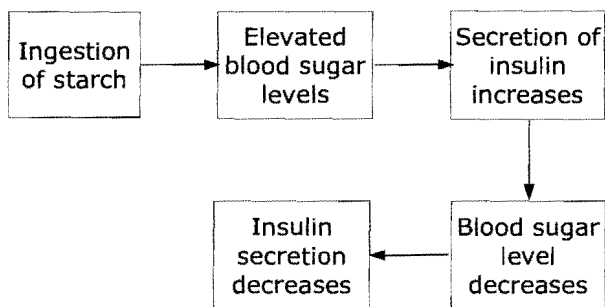 Ingestion
of starch
Elevated
blood sugar
levels
Secretion of
insulin
increases
Blood sugar
level
decreases
Insulin
secretion
decreases